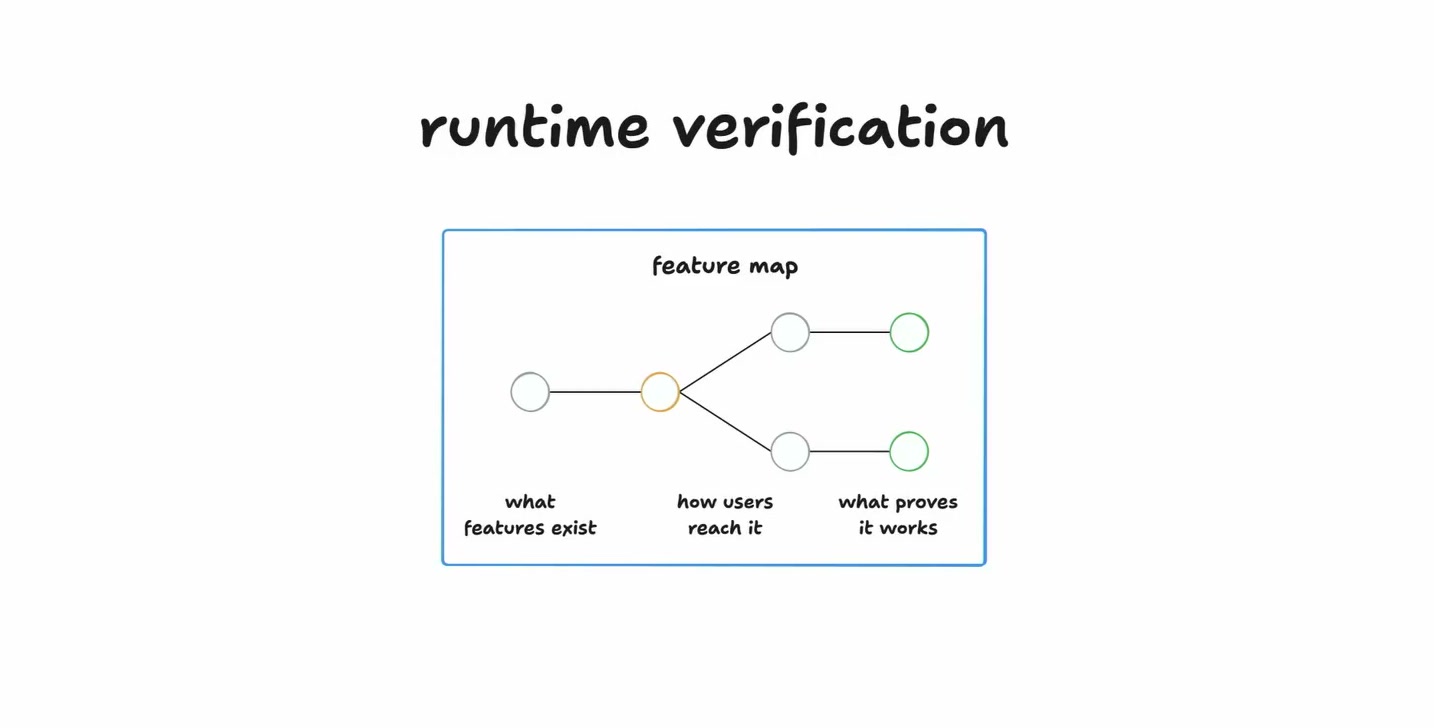 runtime verification
feature map
what
features exist
how users
reach it
what proves
it works